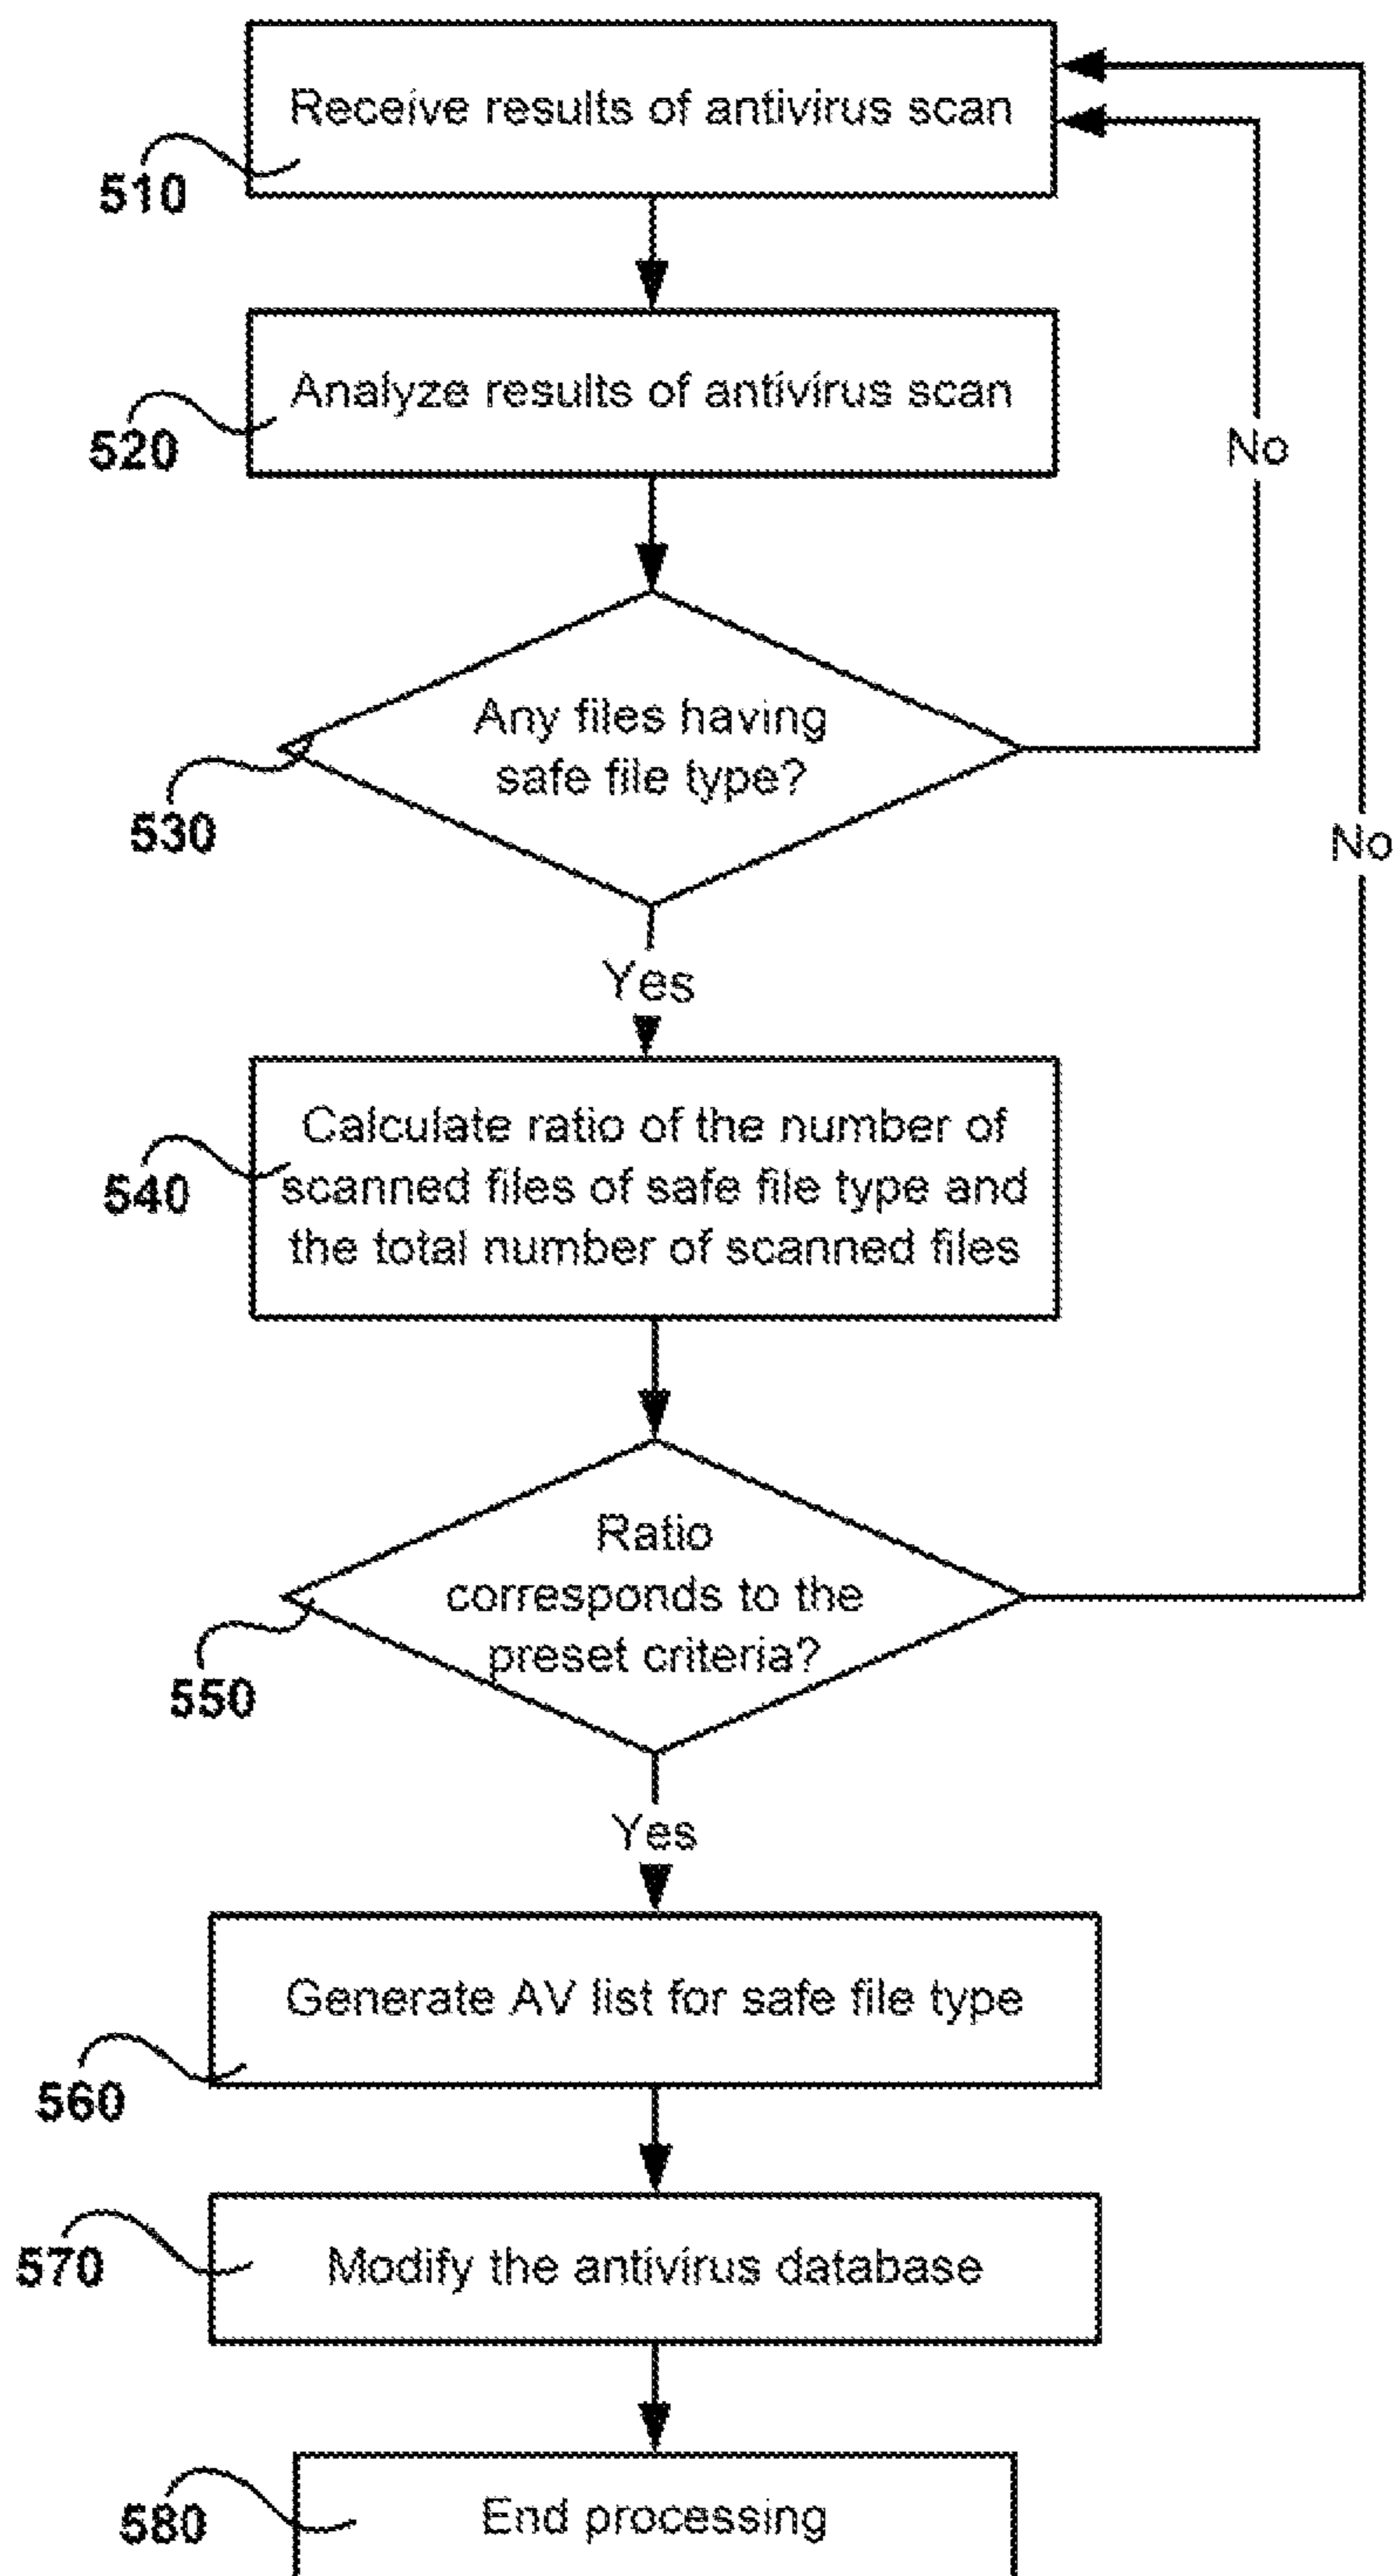 Receive results of antivirus scan
510
Analyze results of antivirus scan
520
No
Any files having
safe file type?
530
No
Yes
Calculate ratio of the number of
scanned files of safe file type and
the total number of scanned files
540
Ratio
corresponds to the
preset criteria?
550
Yes
Generate AV list for safe file type
560
Modify the antivirus database
570
End processing
580